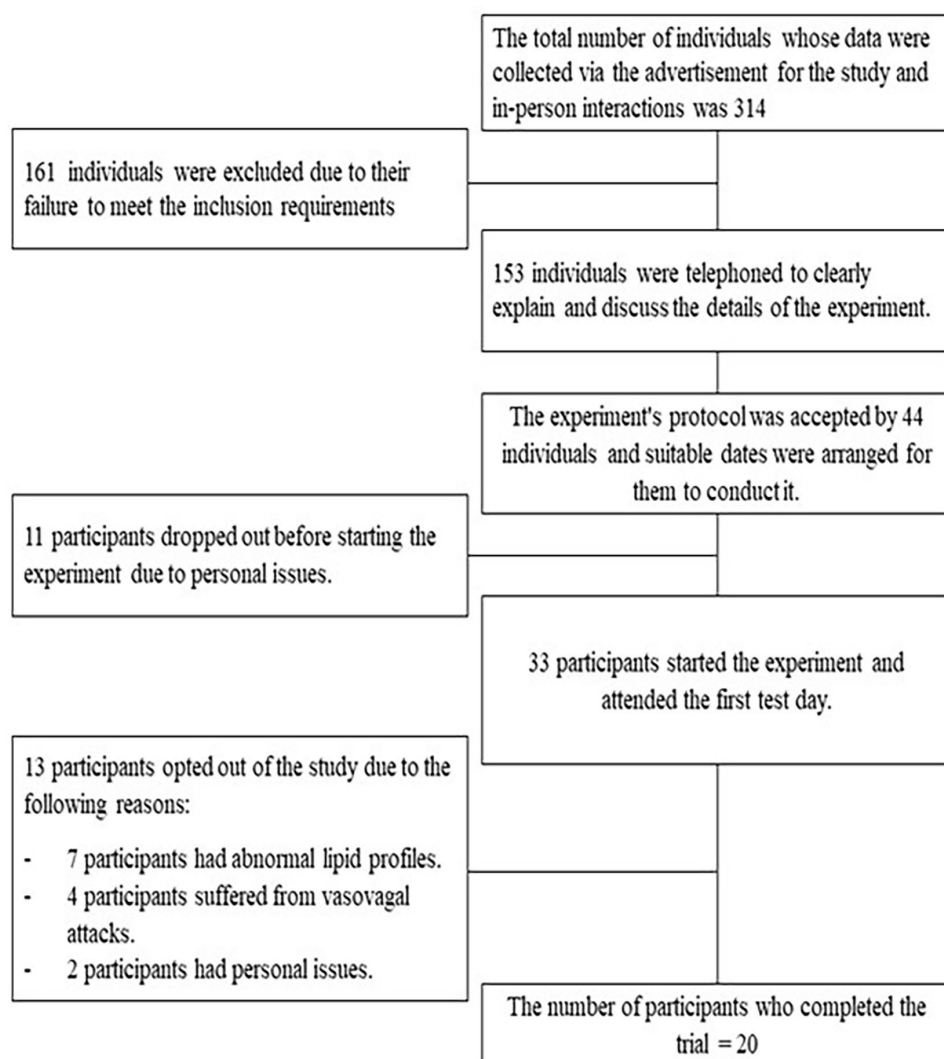 The total number of individuals whose data were
collected via the advertisement for the study and
in-person interactions was 314
161 individuals were excluded due to their
failure to meet the inclusion requirements
153 individuals were telephoned to clearly
explain and discuss the details of the experiment.
The experiment's protocol was accepted by 44
individuals and suitable dates were arranged for
them to conduct it.
11 participants dropped out before starting the
experiment due to personal issues.
33 participants started the experiment and
attended the first test day.
13 participants opted out of the study due to the
following reasons:
- 7 participants had abnormal lipid profiles.
- 4 participants suffered from vasovagal
attacks.
- 2 participants had personal issues.
The number of participants who completed the
trial = 20